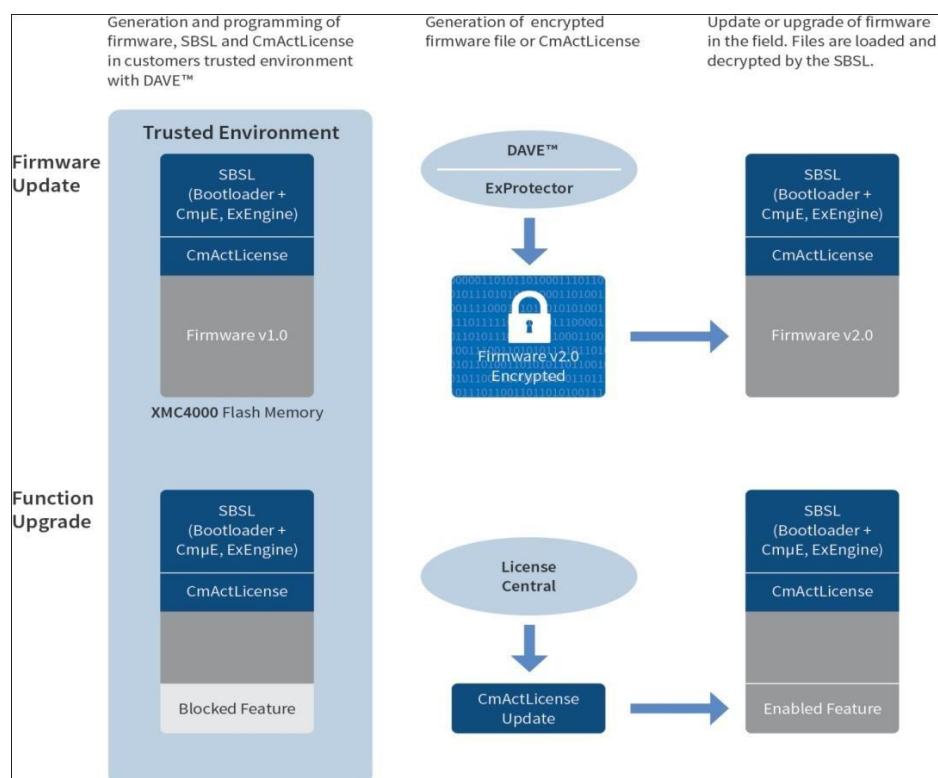 Generation and programming of
firmware, SBSL and CmActLicense
in customers trusted environment
with DAVE™
Generation of encrypted
firmware file or CmActLicense
Update or upgrade of firmware
in the field. Files are loaded and
decrypted by the SBSL.
Trusted Environment
Firmware
Update
SBSL
(Bootloader +
CmµE, ExEngine)
CmActLicense
Firmware v1.0
XMC4000 Flash Memory
DAVE™
ExProtector
Firmware v2.0
Encrypted
SBSL
(Bootloader +
CmµE, ExEngine)
CmActLicense
Firmware v2.0
Function
Upgrade
SBSL
(Bootloader +
CmµE, ExEngine)
CmActLicense
Blocked Feature
License
Central
CmActLicense
Update
SBSL
(Bootloader +
CmµE, ExEngine)
CmActLicense
Enabled Feature